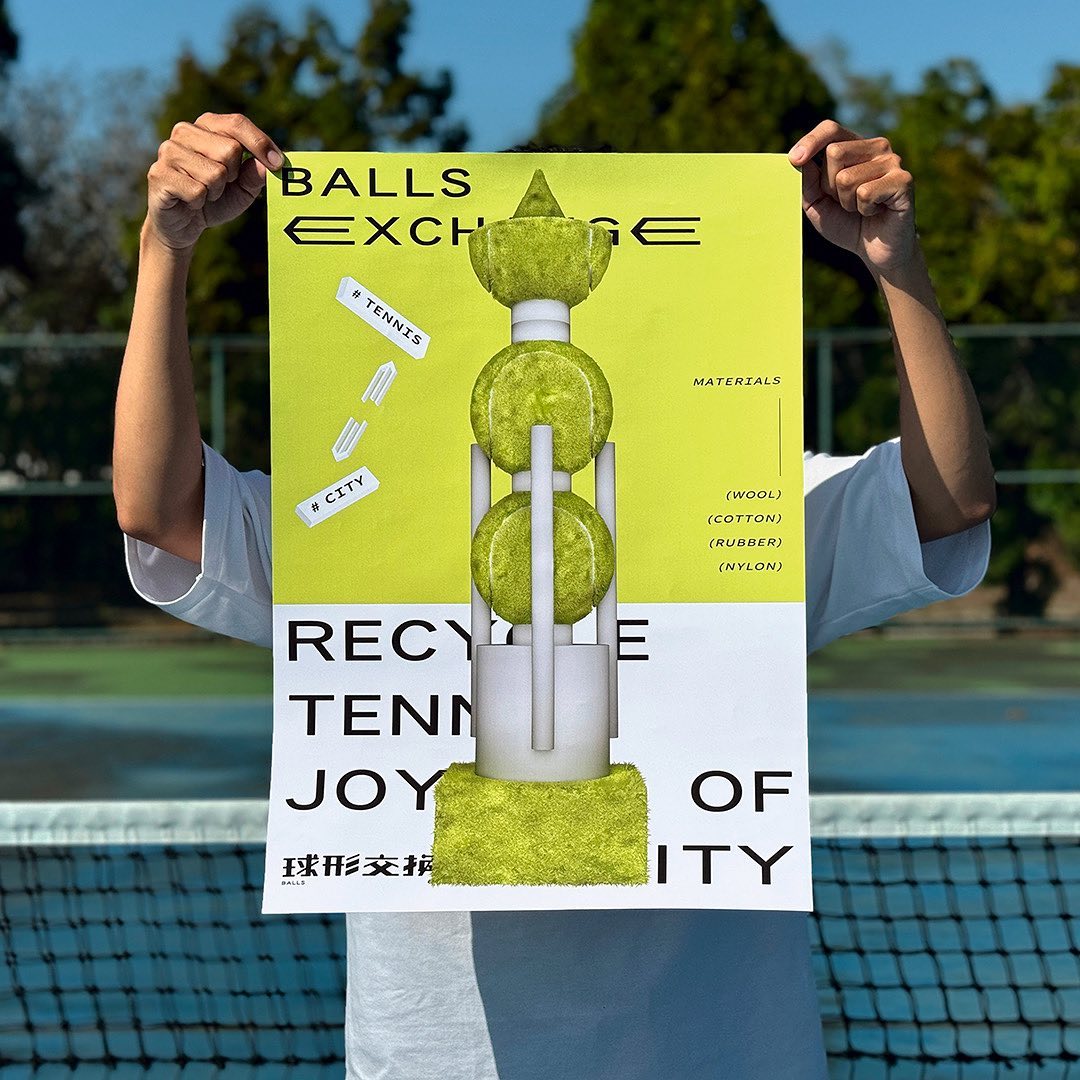 BALLS
EXCH GE
# TENNIS
# CITY
MATERIALS
(WOOL)
(COTTON)
(RUBBER)
(NYLON)
RECY E
TENN
JOY OF
ITY
球形交換
BALLS